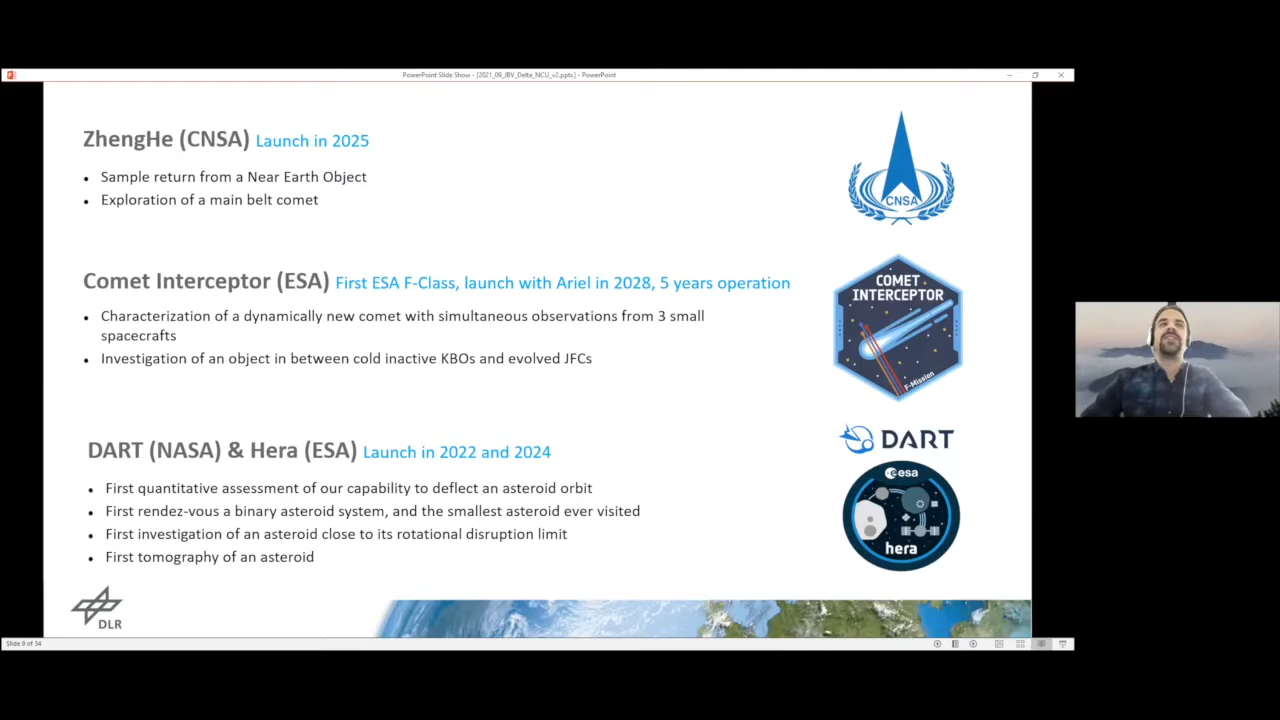 PowerPoint Slide Show - [2021_09_JBV_Delta_NCU_v2.pptx] - PowerPoint
ZhengHe (CNSA) Launch in 2025
• Sample return from a Near Earth Object
• Exploration of a main belt comet
CNSA
Comet Interceptor (ESA) First ESA F-Class, launch with Ariel in 2028, 5 years operation
• Characterization of a dynamically new comet with simultaneous observations from 3 small
spacecrafts
• Investigation of an object in between cold inactive KBOs and evolved JFCs
COMET
INTERCEPTOR
F-Mission
DART (NASA) & Hera (ESA) Launch in 2022 and 2024
• First quantitative assessment of our capability to deflect an asteroid orbit
• First rendez-vous a binary asteroid system, and the smallest asteroid ever visited
• First investigation of an asteroid close to its rotational disruption limit
• First tomography of an asteroid
DART
esa
hera
DLR
Slide 9 of 34